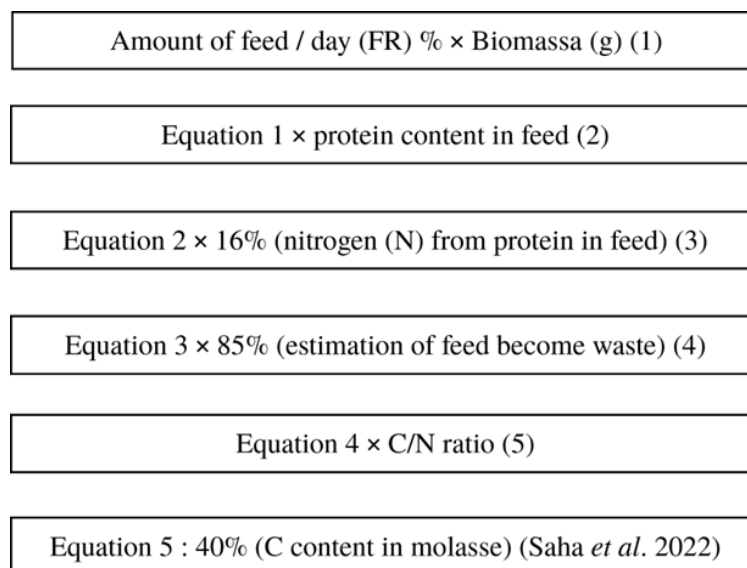 Amount of feed / day (FR) % × Biomassa (g) (1)
Equation 1 × protein content in feed (2)
Equation 2 × 16% (nitrogen (N) from protein in feed) (3)
Equation 3 × 85% (estimation of feed become waste) (4)
Equation 4 × C/N ratio (5)
Equation 5 : 40% (C content in molasse) (Saha et al. 2022)